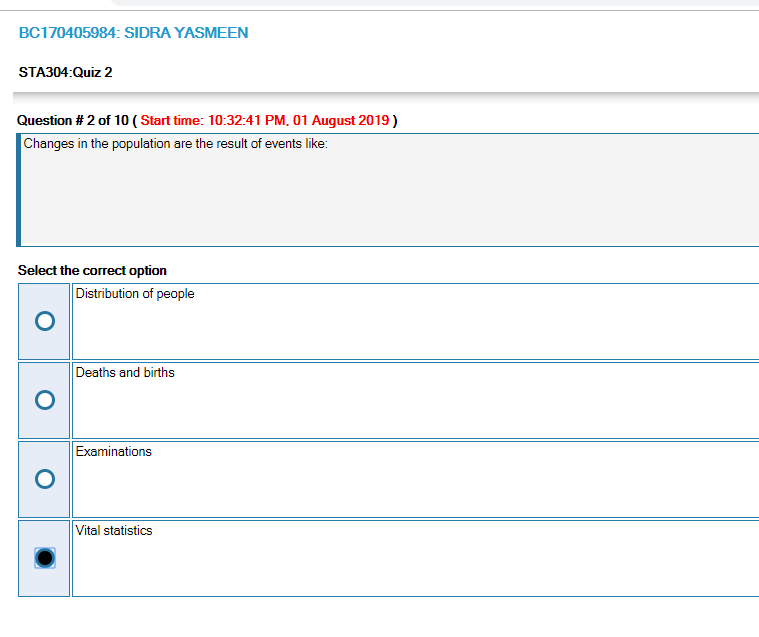 BC170405984: SIDRA YASMEEN
STA304:Quiz 2
Question # 2 of 10 ( Start time: 10:32:41 PM, 01 August 2019 )
Changes in the population are the result of events like:
Select the correct option
Distribution of people
Deaths and births
Examinations
Vital statistics